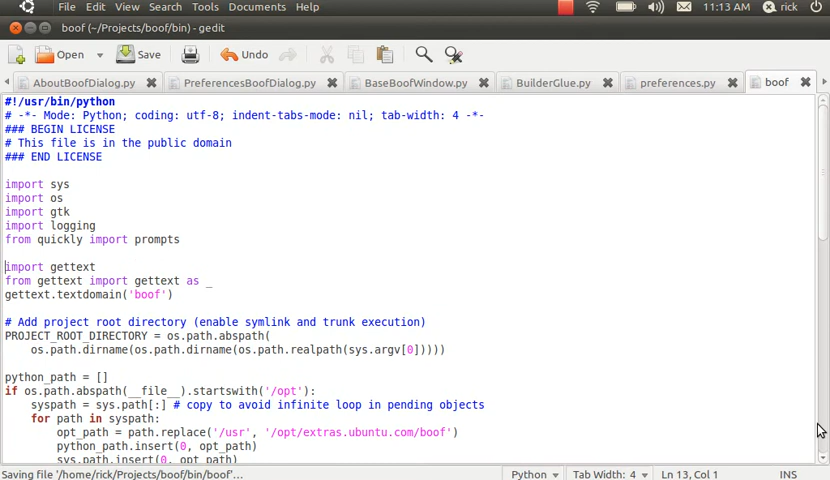 File Edit View Search Tools Documents Help 11:13 AM rick
boof (~/Projects/boof/bin) - gedit
Open Save Undo
AboutBoofDialog.py PreferencesBoofDialog.py BaseBoofWindow.py BuilderGlue.py preferences.py boof
#!/usr/bin/python
# -*- Mode: Python; coding: utf-8; indent-tabs-mode: nil; tab-width: 4 -*-
### BEGIN LICENSE
# This file is in the public domain
### END LICENSE
import sys
import os
import gtk
import logging
from quickly import prompts
import gettext
from gettext import gettext as _
gettext.textdomain('boof')
# Add project root directory (enable symlink and trunk execution)
PROJECT_ROOT_DIRECTORY = os.path.abspath(
os.path.dirname(os.path.dirname(os.path.realpath(sys.argv[0]))))
python_path = []
if os.path.abspath(__file__).startswith('/opt'):
syspath = sys.path[:] # copy to avoid infinite loop in pending objects
for path in syspath:
opt_path = path.replace('/usr', '/opt/extras.ubuntu.com/boof')
python_path.insert(0, opt_path)
sys.path.insert(0, opt_path)
Saving file '/home/rick/Projects/boof/bin/boof'... Python Tab Width: 4 Ln 13, Col 1 INS